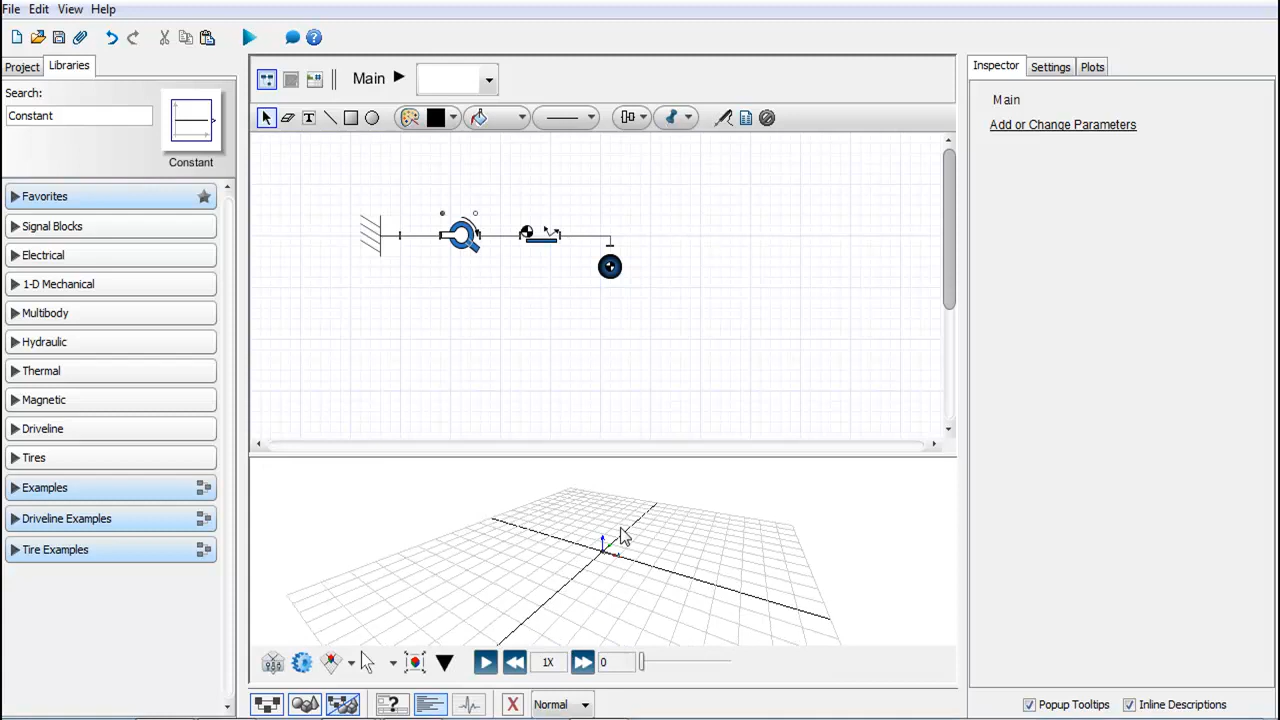 File Edit View Help
Project Libraries
Search:
Constant
Constant
Favorites
Signal Blocks
Electrical
1-D Mechanical
Multibody
Hydraulic
Thermal
Magnetic
Driveline
Tires
Examples
Driveline Examples
Tire Examples
Main
T
1X 0
Normal
Inspector Settings Plots
Main
Add or Change Parameters
Popup Tooltips Inline Descriptions